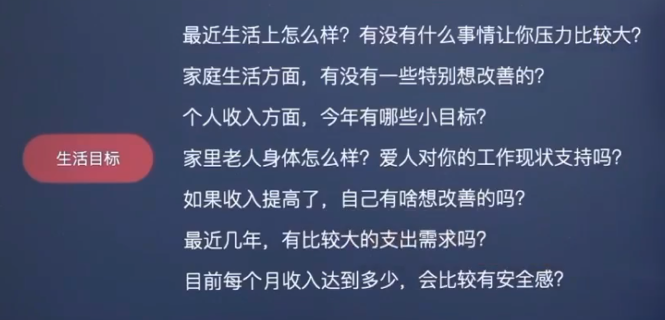 最近生活上怎么样？有没有什么事情让你压力比较大？
家庭生活方面，有没有一些特别想改善的？
个人收入方面，今年有哪些小目标？
生活目标
家里老人身体怎么样？爱人对你的工作现状支持吗？
如果收入提高了，自己有啥想改善的吗？
最近几年，有比较大的支出需求吗？
目前每个月收入达到多少，会比较有安全感？